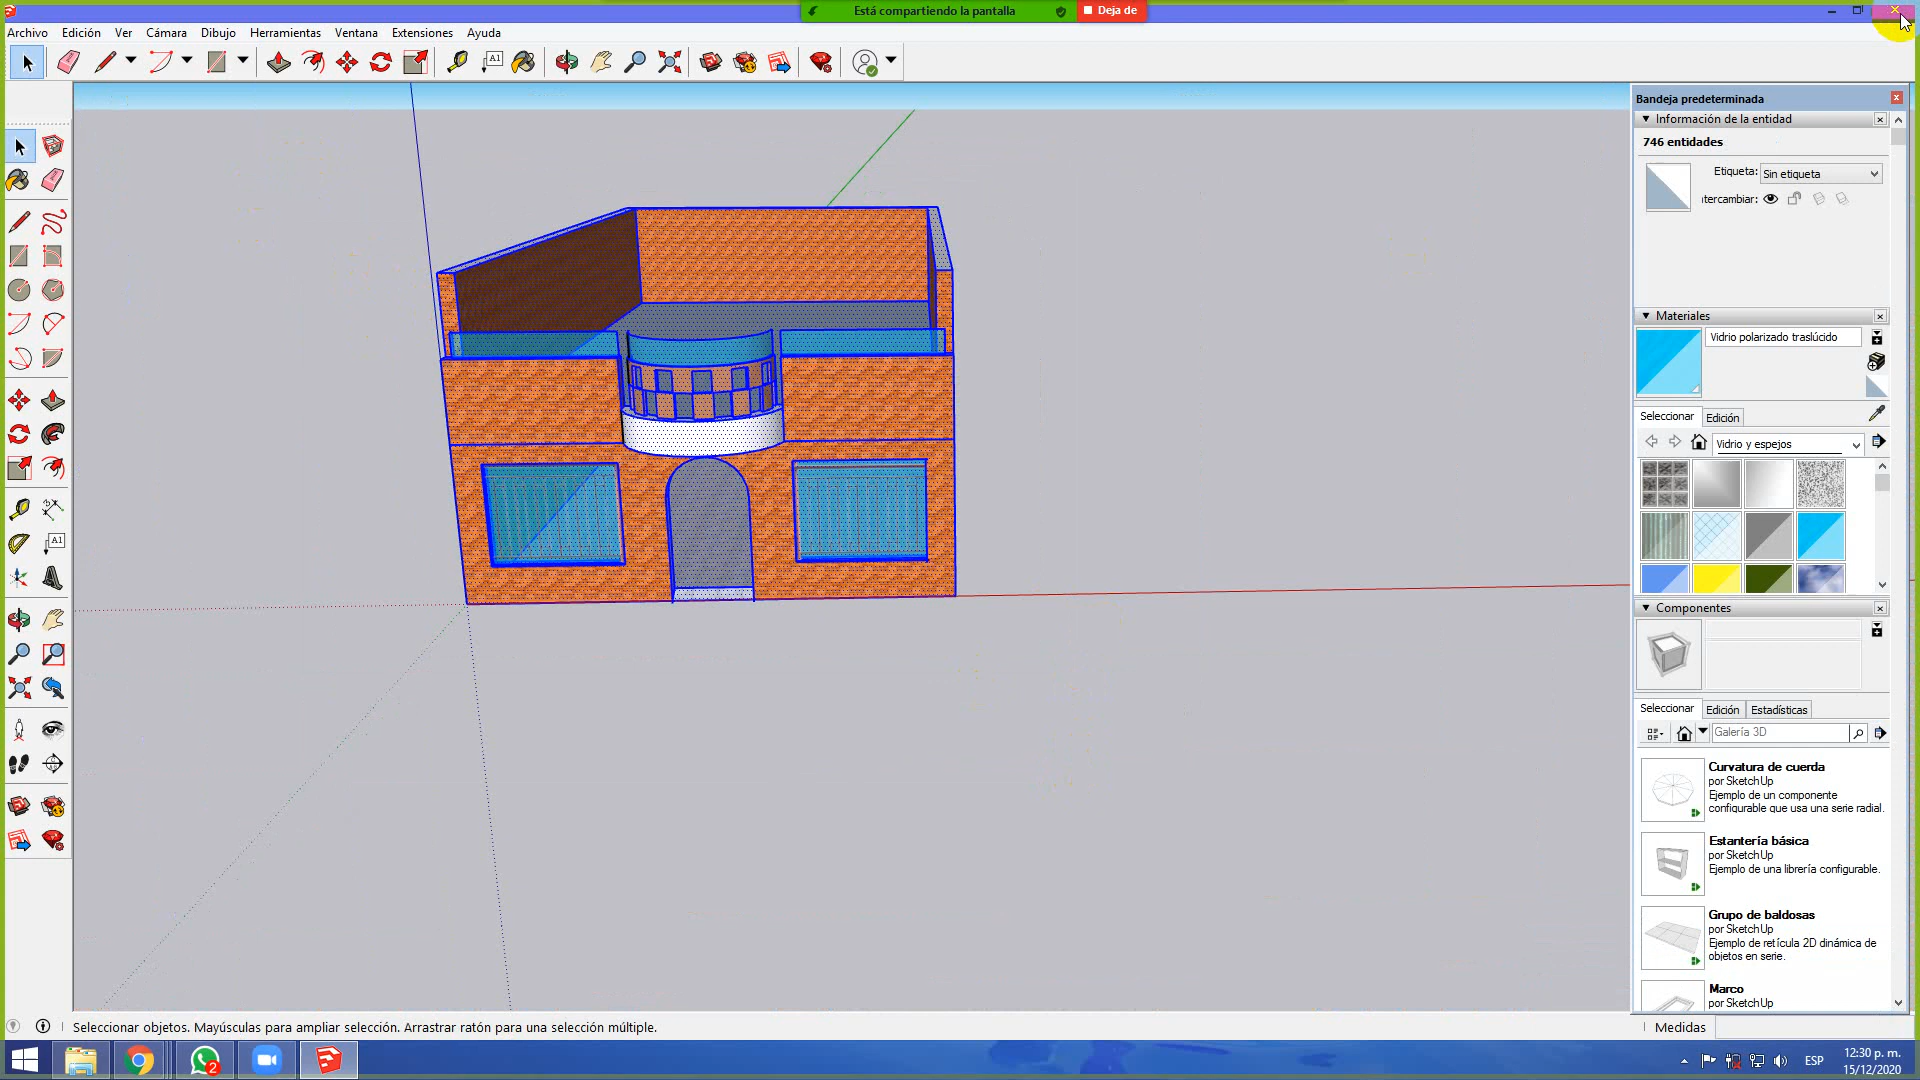 Está compartiendo la pantalla
Deja de
Archivo Edición Ver Cámara Dibujo Herramientas Ventana Extensiones Ayuda
A1
Bandeja predeterminada
Información de la entidad
746 entidades
Etiqueta: Sin etiqueta
ntercambiar:
Materiales
Vidrio polarizado traslúcido
Seleccionar Edición
Vidrio y espejos
A1
Componentes
Seleccionar Edición Estadísticas
Galería 3D
Curvatura de cuerda
por SketchUp
Ejemplo de un componente
configurable que usa una serie radial.
Estantería básica
por SketchUp
Ejemplo de una librería configurable.
Grupo de baldosas
por SketchUp
Ejemplo de retícula 2D dinámica de
objetos en serie.
Marco
por SketchUp
Seleccionar objetos. Mayúsculas para ampliar selección. Arrastrar ratón para una selección múltiple.
Medidas
2
ESP
12:30 p. m.
15/12/2020